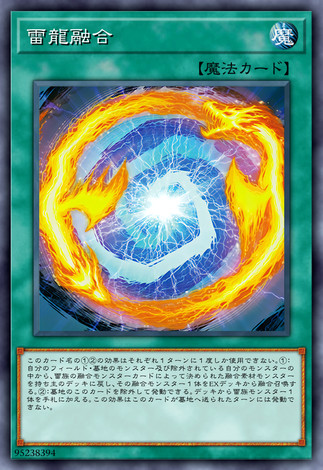 雷龍融合
魔
【魔法カード】
このカード名の①②の効果はそれぞれ1ターンに1度しか使用できない。①:
自分のフィールド・墓地のモンスター及び除外されている自分のモンスターの
中から、雷族の融合モンスターカードによって決められた融合素材モンスター
を持ち主のデッキに戻し、その融合モンスター1体をEXデッキから融合召喚す
る。②:墓地のこのカードを除外して発動できる。デッキから雷族モンスター1
体を手札に加える。この効果はこのカードが墓地へ送られたターンには発動で
きない。
95238394